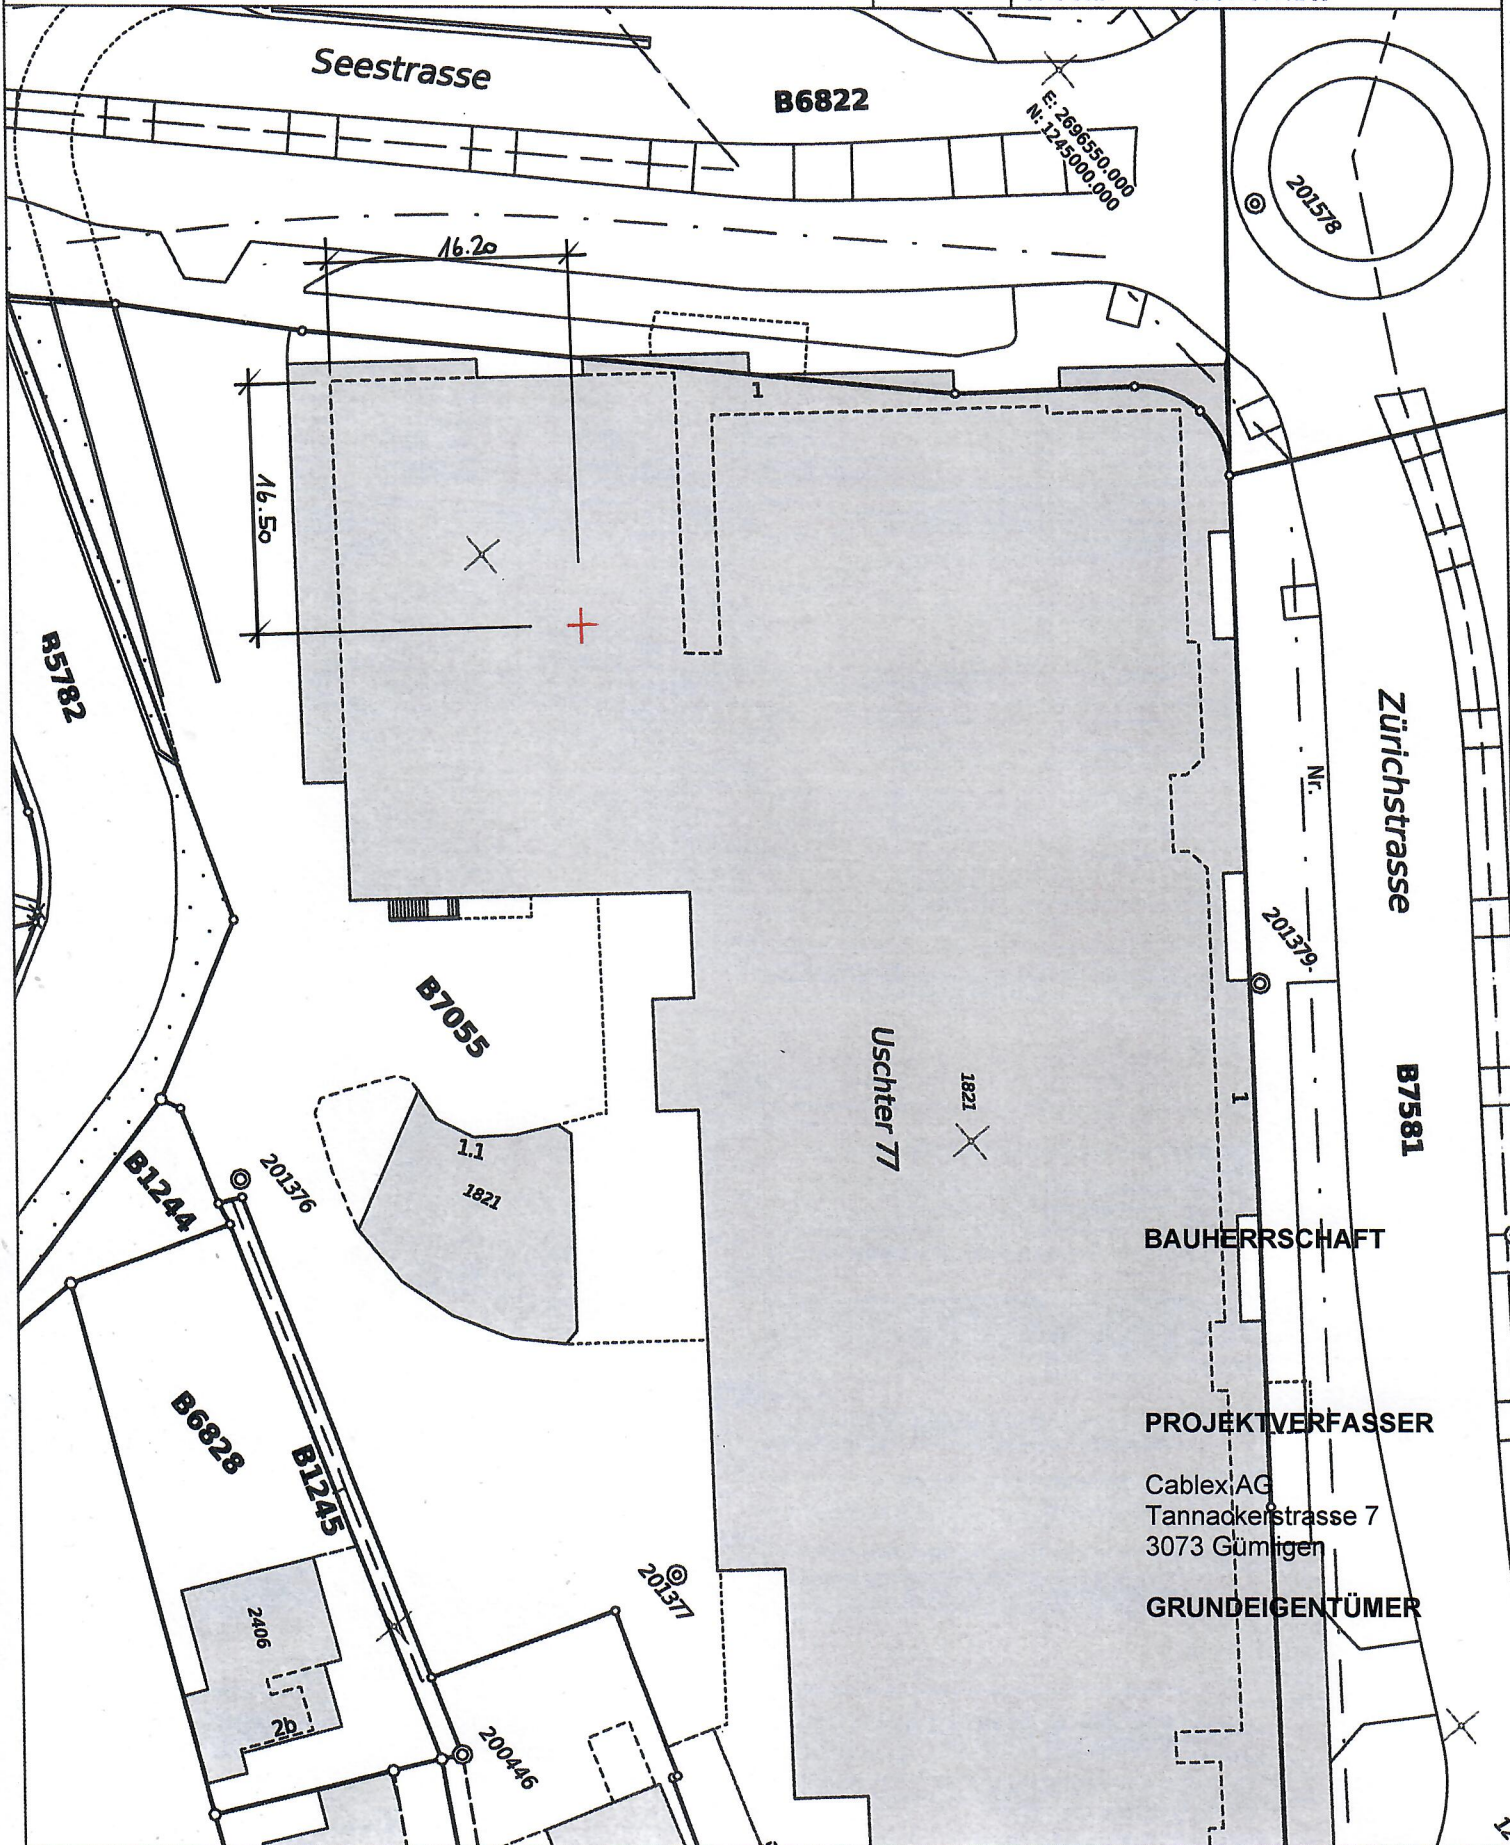 Seestrasse
B6822
E: 2696550.000
N: 1245000.000
201578
16.20
1
16.50
B5782
Zürichstrasse
Nr.
201379
B7055
Uschter 77
1821
1
B7581
1.1
1821
B1244
201376
BAUHERRSCHAFT
B6828
B1245
PROJEKTVERFASSER
Cablex AG
Tannackerstrasse 7
3073 Gümligen
201377
GRUNDEIGENTÜMER
2406
2b
200446